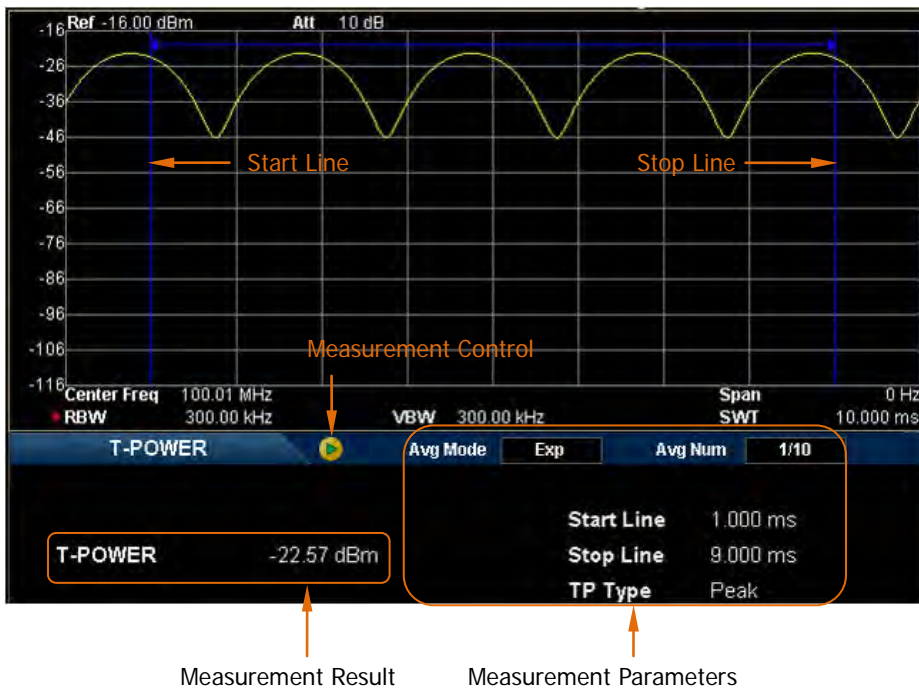 Ref -16.00 dBm Att 10 dB
-16
-26
-36
-46
-56
Start Line Stop Line
-66
-76
-86
-96
-106
Measurement Control
-116
Center Freq 100.01 MHz Span 0 Hz
RBW 300.00 kHz VBW 300.00 kHz SWT 10.000 ms
T-POWER Avg Mode Exp Avg Num 1/10
Start Line 1.000 ms
T-POWER -22.57 dBm Stop Line 9.000 ms
TP Type Peak
Measurement Result Measurement Parameters